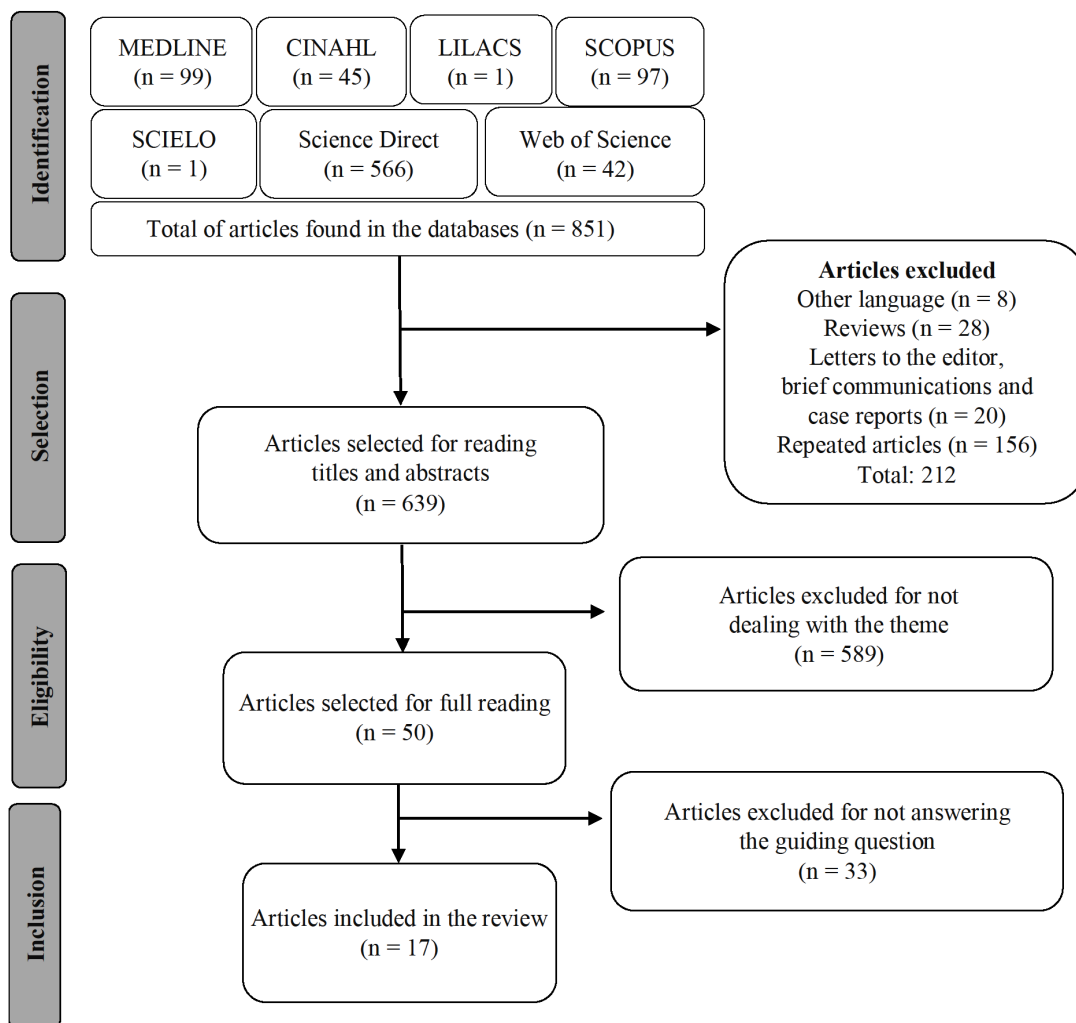 Identification
MEDLINE
(n = 99)
CINAHL
(n = 45)
LILACS
(n = 1)
SCOPUS
(n = 97)
SCIELO
(n = 1)
Science Direct
(n = 566)
Web of Science
(n = 42)
Total of articles found in the databases (n = 851)
Selection
Articles excluded
Other language (n = 8)
Reviews (n = 28)
Letters to the editor,
brief communications and
case reports (n = 20)
Repeated articles (n = 156)
Total: 212
Articles selected for reading
titles and abstracts
(n = 639)
Eligibility
Articles excluded for not
dealing with the theme
(n = 589)
Articles selected for full reading
(n = 50)
Inclusion
Articles excluded for not answering
the guiding question
(n = 33)
Articles included in the review
(n = 17)